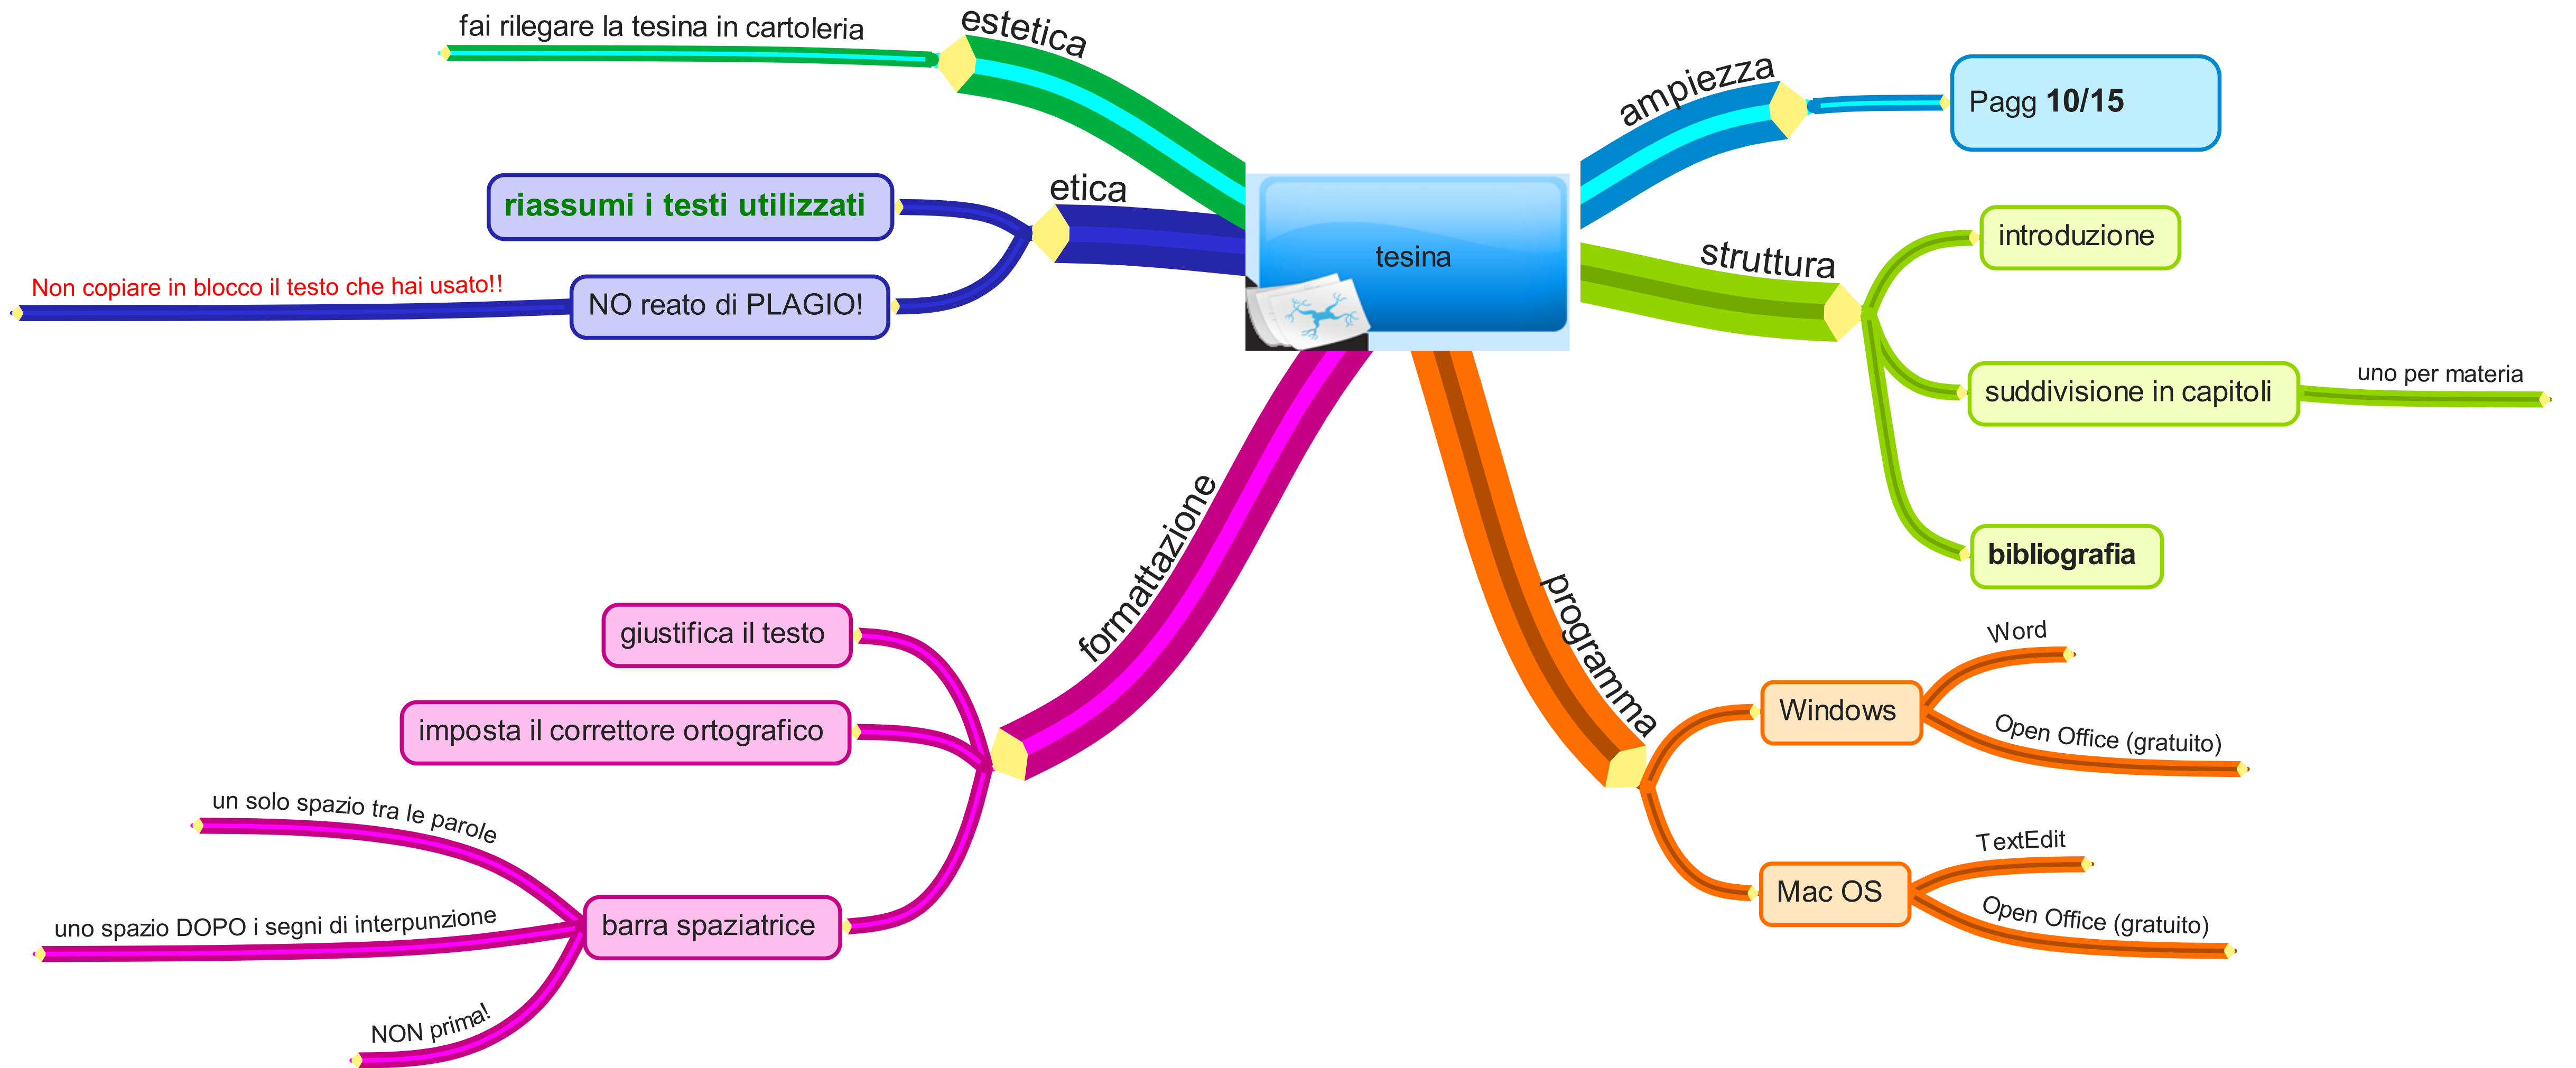 tesina
estetica
fai rilegare la tesina in cartoleria
etica
riassumi i testi utilizzati
NO reato di PLAGIO!
Non copiare in blocco il testo che hai usato!!
formattazione
giustifica il testo
imposta il correttore ortografico
barra spaziatrice
un solo spazio tra le parole
uno spazio DOPO i segni di interpunzione
NON prima!
ampiezza
Pagg 10/15
struttura
introduzione
suddivisione in capitoli
uno per materia
bibliografia
programma
Windows
Word
Open Office (gratuito)
Mac OS
TextEdit
Open Office (gratuito)